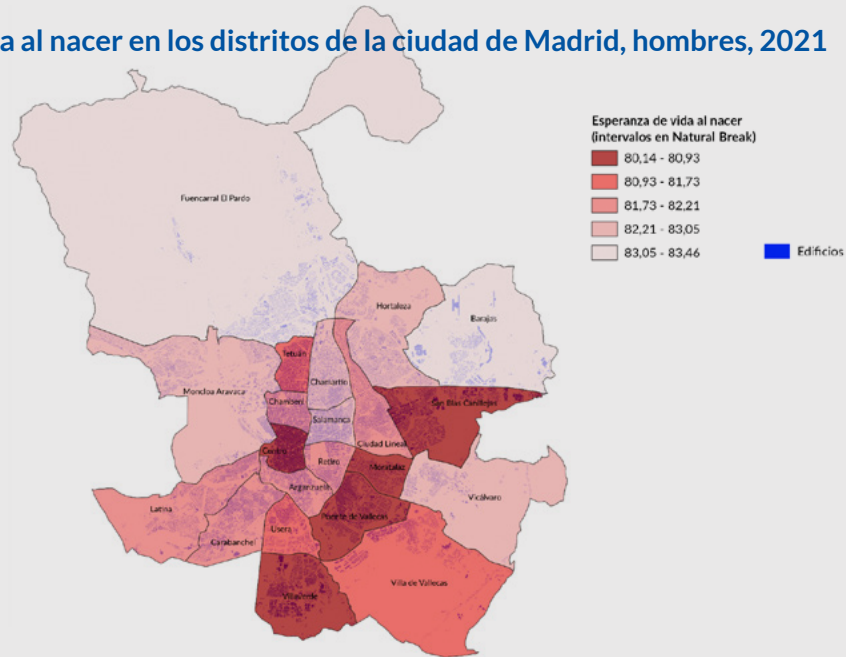 a al nacer en los distritos de la ciudad de Madrid, hombres, 2021
Esperanza de vida al nacer
(intervalos en Natural Break)
80,14 - 80,93
80,93 - 81,73
81,73 - 82,21
82,21 - 83,05
83,05 - 83,46
Edificios
Fuencarral El Pardo
Hortaleza
Barajas
Tetuán
Chamartín
Moncloa Aravaca
Chamberí
San Blas Canillejas
Salamanca
Ciudad Lineal
Centro
Retiro
Moratalaz
Arganzuela
Vicálvaro
Latina
Puente de Vallecas
Usera
Carabanchel
Villa de Vallecas
Villaverde